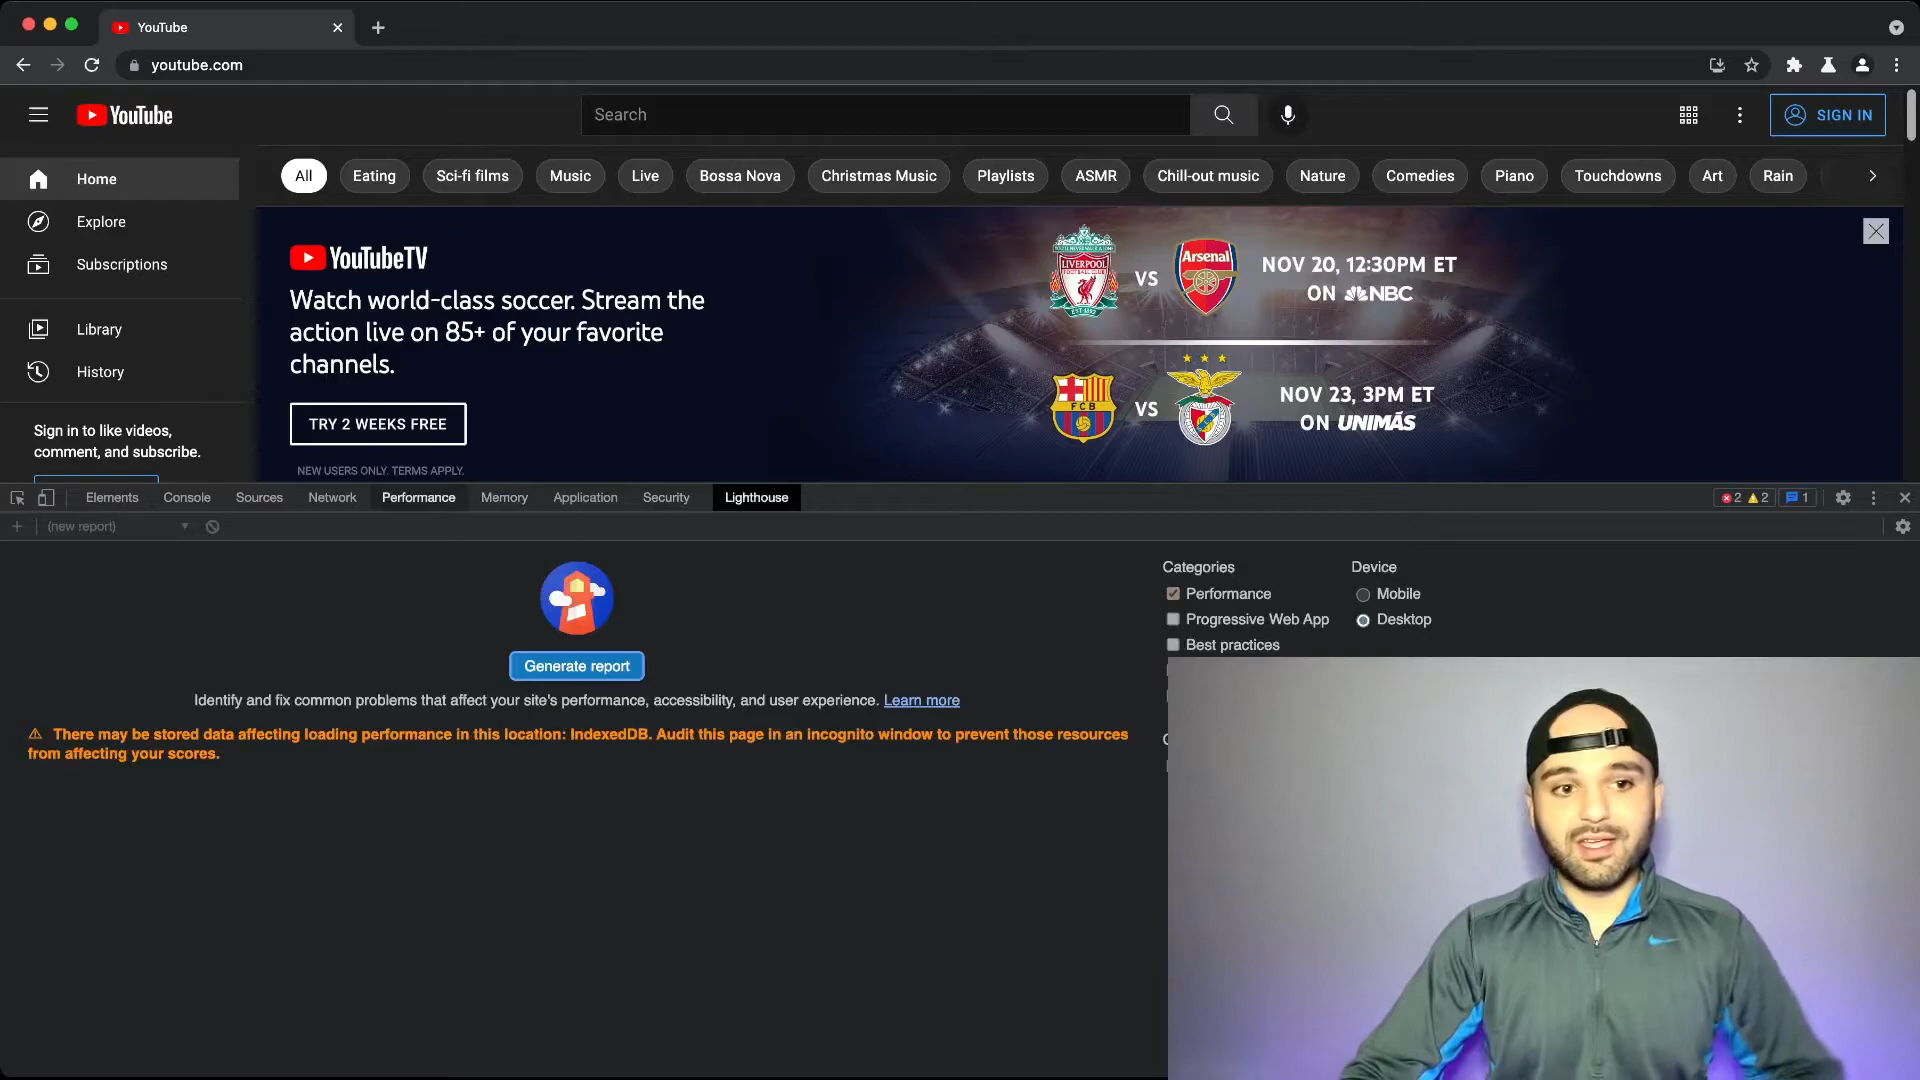 YouTube
youtube.com
YouTube
Search
SIGN IN
Home
Explore
Subscriptions
Library
History
Sign in to like videos,
comment, and subscribe.
All
Eating
Sci-fi films
Music
Live
Bossa Nova
Christmas Music
Playlists
ASMR
Chill-out music
Nature
Comedies
Piano
Touchdowns
Art
Rain
YouTubeTV
Watch world-class soccer. Stream the
action live on 85+ of your favorite
channels.
TRY 2 WEEKS FREE
NEW USERS ONLY. TERMS APPLY.
LIVERPOOL
VS
Arsenal
NOV 20, 12:30PM ET
ON NBC
FCB
VS
NOV 23, 3PM ET
ON UNIMÁS
Elements
Console
Sources
Network
Performance
Memory
Application
Security
Lighthouse
2
2
1
(new report)
Generate report
Identify and fix common problems that affect your site's performance, accessibility, and user experience. Learn more
There may be stored data affecting loading performance in this location: IndexedDB. Audit this page in an incognito window to prevent those resources
from affecting your scores.
Categories
Performance
Progressive Web App
Best practices
Device
Mobile
Desktop